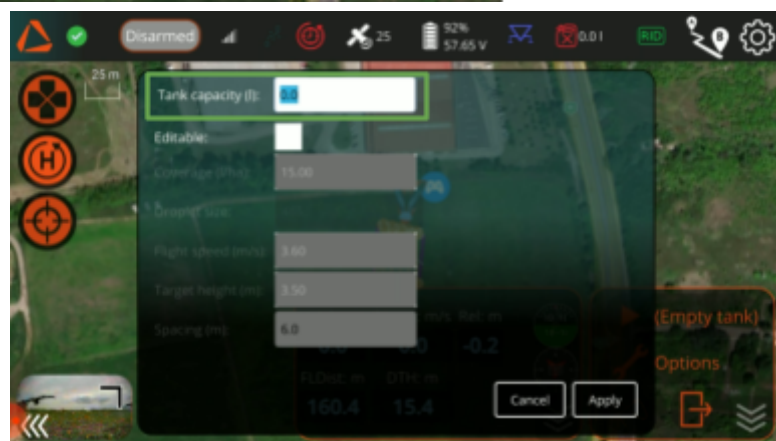 Disarmed
25
92%
57.65 V
0.0 l
RID
25 m
Tank capacity (l): 0.0
Editable:
Coverage (l/ha): 15.00
Droplet size:
Flight speed (m/s): 3.60
Target height (m): 3.50
Spacing (m): 6.0
m/s Rel: m
0.0 0.0 -0.2
FLDist: m DTH: m
160.4 15.4
(Empty tank)
Options
Cancel Apply